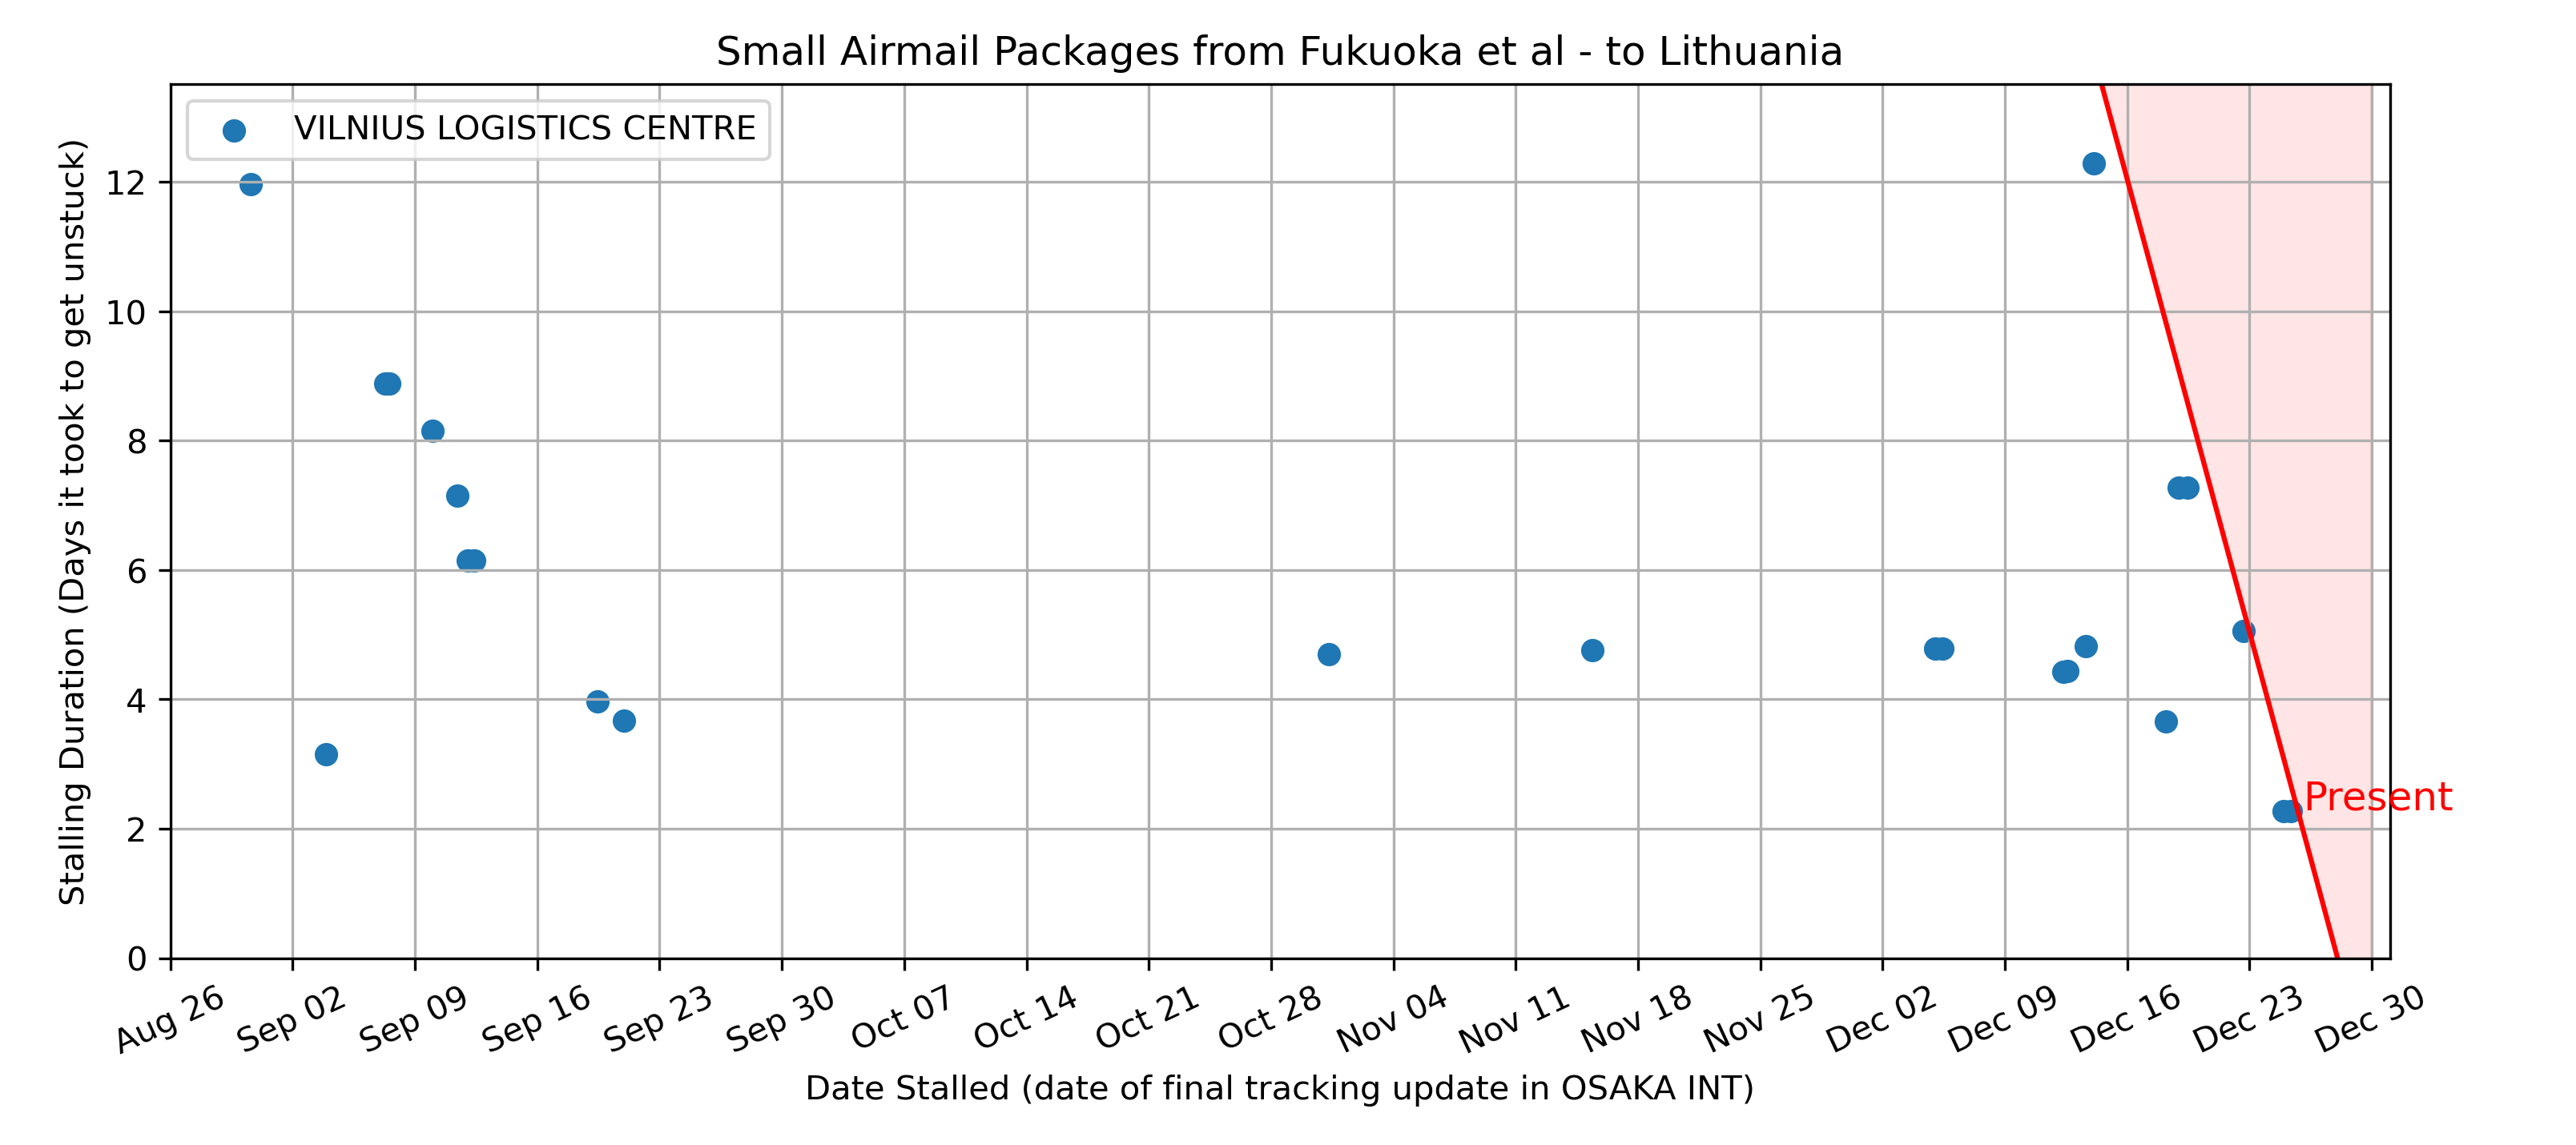 Small Airmail Packages from Fukuoka et al - to Lithuania
VILNIUS LOGISTICS CENTRE
Stalling Duration (Days it took to get unstuck)
12
10
8
6
4
2
0
Present
Aug 26
Sep 02
Sep 09
Sep 16
Sep 23
Sep 30
Oct 07
Oct 14
Oct 21
Oct 28
Nov 04
Nov 11
Nov 18
Nov 25
Dec 02
Dec 09
Dec 16
Dec 23
Dec 30
Date Stalled (date of final tracking update in OSAKA INT)